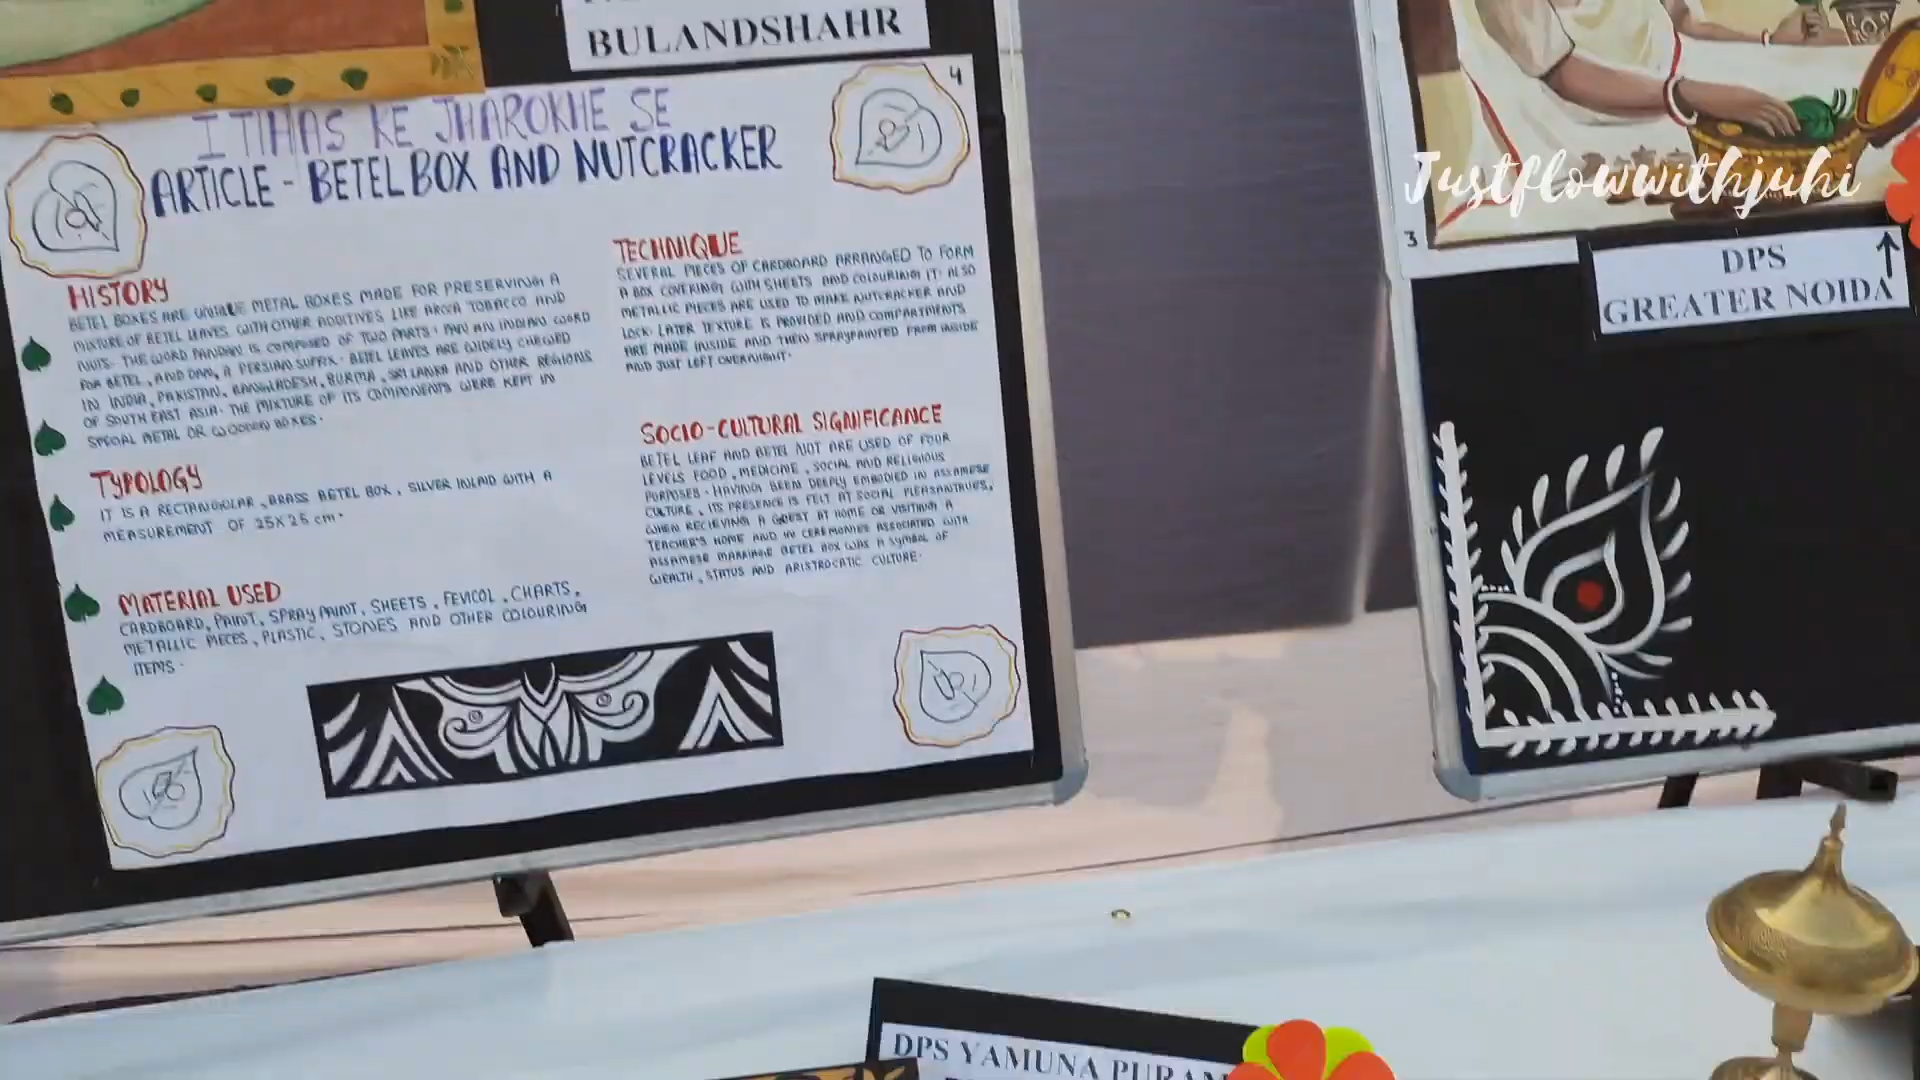 BULANDSHAHR
4
ITIHAS KE JHAROKHE SE
ARTICLE - BETEL BOX AND NUTCRACKER
HISTORY
BETEL BOXES ARE UNIQUE METAL BOXES MADE FOR PRESERVING A
MIXTURE OF BETEL LEAVES WITH OTHER ADDITIVES LIKE ARECA TOBACCO AND
NUTS. THE WORD PANDAN IS COMPOSED OF TWO PARTS: PAN AN INDIAN WORD
FOR BETEL, AND DAN, A PERSIAN SUFFIX. BETEL LEAVES ARE WIDELY CHEWED
IN INDIA, PAKISTAN, BANGLADESH, BURMA, SRI LANKA AND OTHER REGIONS
OF SOUTH EAST ASIA. THE MIXTURE OF ITS COMPONENTS WERE KEPT IN
SPECIAL METAL OR WOODEN BOXES.
TYPOLOGY
IT IS A RECTANGULAR, BRASS BETEL BOX, SILVER INLAID WITH A
MEASUREMENT OF 25X25 cm.
MATERIAL USED
CARDBOARD, PAINT, SPRAY PAINT, SHEETS, FEVICOL, CHARTS,
METALLIC PIECES, PLASTIC, STONES AND OTHER COLOURING
ITEMS.
TECHNIQUE
SEVERAL PIECES OF CARDBOARD ARRANGED TO FORM
A BOX COVERING WITH SHEETS AND COLOURING IT. ALSO
METALLIC PIECES ARE USED TO MAKE NUTCRACKER AND
LOCK. LATER TEXTURE IS PROVIDED AND COMPARTMENTS
ARE MADE INSIDE AND THEN SPRAYPAINTED FROM INSIDE
AND JUST LEFT OVERNIGHT.
SOCIO-CULTURAL SIGNIFICANCE
BETEL LEAF AND BETEL NUT ARE USED OF FOUR
LEVELS FOOD, MEDICINE, SOCIAL AND RELIGIOUS
PURPOSES. HAVING BEEN DEEPLY EMBODIED IN ASSAMESE
CULTURE, ITS PRESENCE IS FELT AT SOCIAL PLEASANTRIES,
WHEN RECIEVING A GUEST AT HOME OR VISITING A
TEACHER'S HOME AND IN CEREMONIES ASSOCIATED WITH
ASSAMESE MARRIAGE BETEL BOX WAS A SYMBOL OF
WEALTH, STATUS AND ARISTROCATIC CULTURE.
Justflowwithjuhi
3
DPS
GREATER NOIDA
DPS YAMUNA PURAM